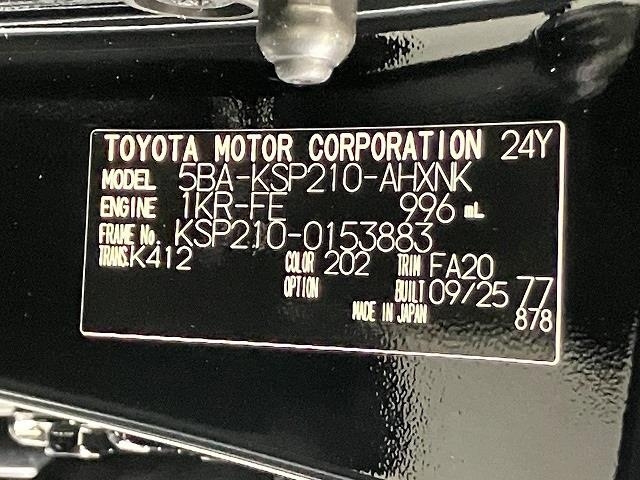 TOYOTA MOTOR CORPORATION 24Y
MODEL 5BA-KSP210-AHXNK
ENGINE 1KR-FE 996 mL
FRAME No. KSP210-0153883
TRANS. K412 COLOR 202 TRIM FA20
OPTION BUILT 09/25 77
MADE IN JAPAN 878